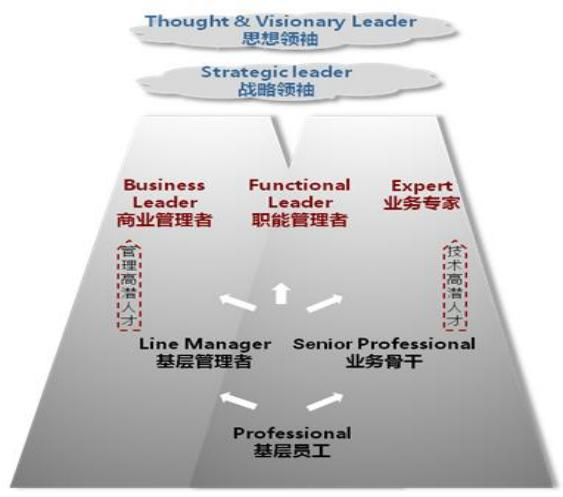 Thought & Visionary Leader
思想领袖
Strategic leader
战略领袖
Business
Leader
商业管理者
Functional
Leader
职能管理者
Expert
业务专家
管理高潜人才
技术高潜人才
Line Manager
基层管理者
Senior Professional
业务骨干
Professional
基层员工